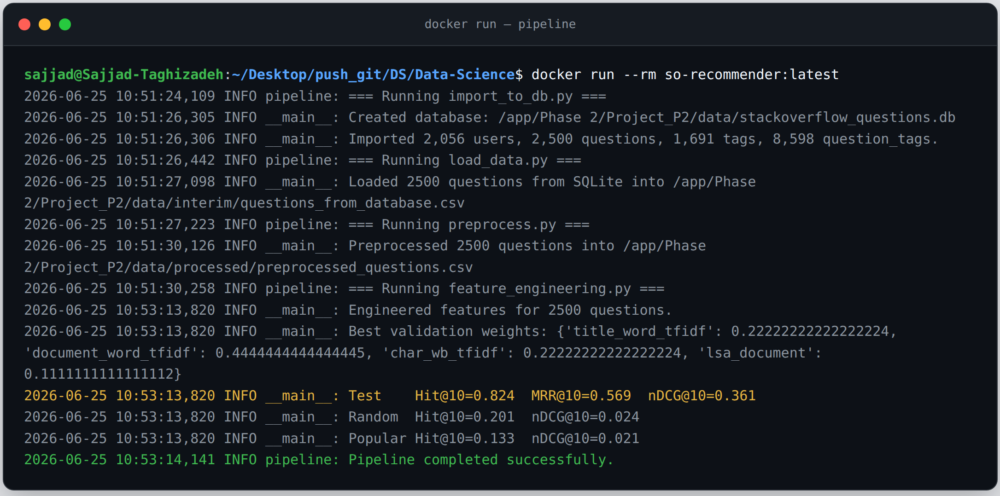 docker run — pipeline
sajjad@Sajjad-Taghizadeh:~/Desktop/push_git/DS/Data-Science$ docker run --rm so-recommender:latest
2026-06-25 10:51:24,109 INFO pipeline: === Running import_to_db.py ===
2026-06-25 10:51:26,305 INFO __main__: Created database: /app/Phase 2/Project_P2/data/stackoverflow_questions.db
2026-06-25 10:51:26,306 INFO __main__: Imported 2,056 users, 2,500 questions, 1,691 tags, 8,598 question_tags.
2026-06-25 10:51:26,442 INFO pipeline: === Running load_data.py ===
2026-06-25 10:51:27,098 INFO __main__: Loaded 2500 questions from SQLite into /app/Phase
2/Project_P2/data/interim/questions_from_database.csv
2026-06-25 10:51:27,223 INFO pipeline: === Running preprocess.py ===
2026-06-25 10:51:30,126 INFO __main__: Preprocessed 2500 questions into /app/Phase
2/Project_P2/data/processed/preprocessed_questions.csv
2026-06-25 10:51:30,258 INFO pipeline: === Running feature_engineering.py ===
2026-06-25 10:53:13,820 INFO __main__: Engineered features for 2500 questions.
2026-06-25 10:53:13,820 INFO __main__: Best validation weights: {'title_word_tfidf': 0.22222222222222224,
'document_word_tfidf': 0.4444444444444445, 'char_wb_tfidf': 0.22222222222222224, 'lsa_document':
0.1111111111111112}
2026-06-25 10:53:13,820 INFO __main__: Test    Hit@10=0.824  MRR@10=0.569  nDCG@10=0.361
2026-06-25 10:53:13,820 INFO __main__: Random  Hit@10=0.201  nDCG@10=0.024
2026-06-25 10:53:13,820 INFO __main__: Popular Hit@10=0.133  nDCG@10=0.021
2026-06-25 10:53:14,141 INFO pipeline: Pipeline completed successfully.